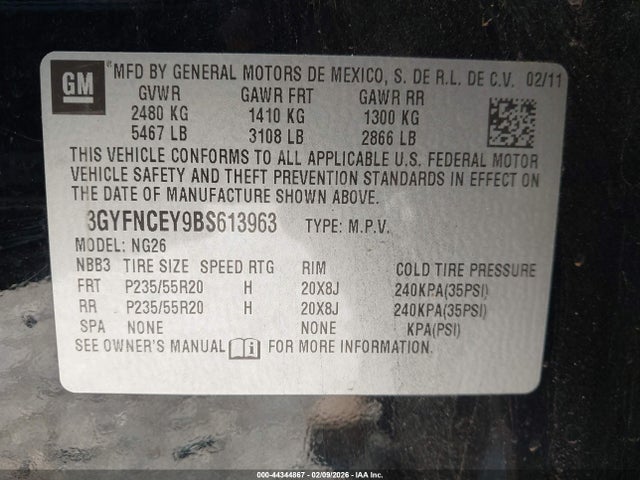 GM MFD BY GENERAL MOTORS DE MEXICO, S. DE R.L. DE C.V. 02/11
GVWR GAWR FRT GAWR RR
2480 KG 1410 KG 1300 KG
5467 LB 3108 LB 2866 LB
THIS VEHICLE CONFORMS TO ALL APPLICABLE U.S. FEDERAL MOTOR
VEHICLE SAFETY AND THEFT PREVENTION STANDARDS IN EFFECT ON
THE DATE OF MANUFACTURE SHOWN ABOVE.
3GYFNCEY9BS613963 TYPE: M.P.V.
MODEL: NG26
NBB3 TIRE SIZE SPEED RTG RIM COLD TIRE PRESSURE
FRT P235/55R20 H 20X8J 240KPA(35PSI)
RR P235/55R20 H 20X8J 240KPA(35PSI)
SPA NONE NONE KPA(PSI)
SEE OWNER'S MANUAL FOR MORE INFORMATION.
000-44344867 - 02/09/2026 - IAA Inc.